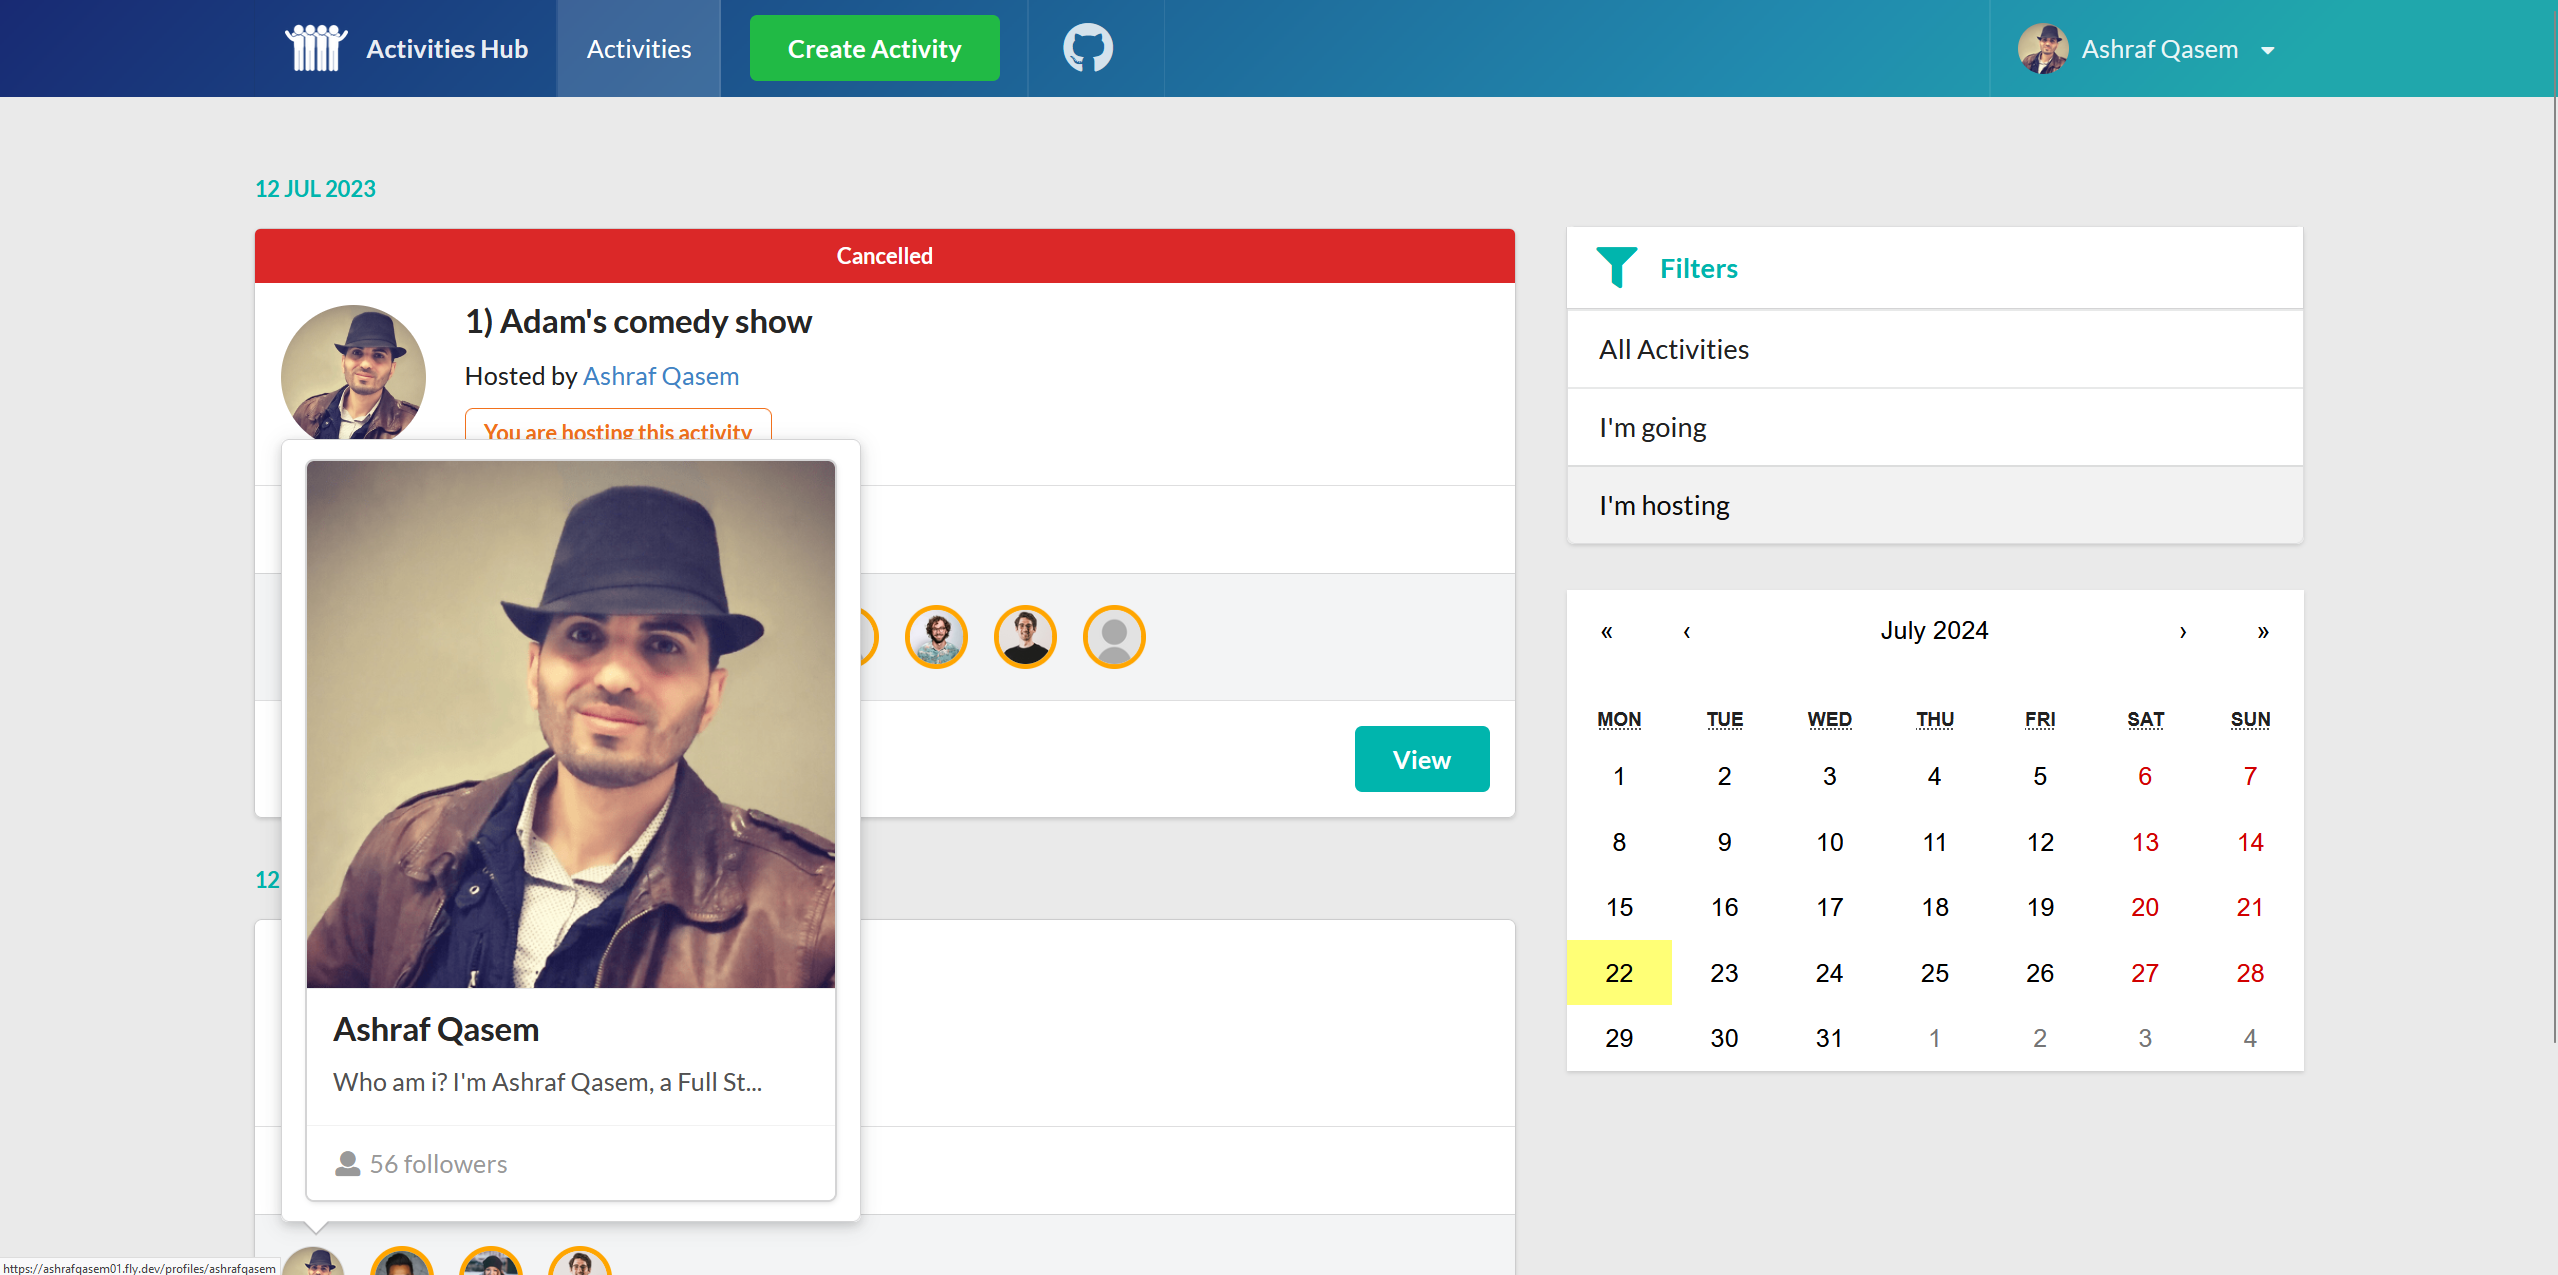 Activities Hub
Activities
Create Activity
Ashraf Qasem
12 JUL 2023
Cancelled
1) Adam's comedy show
Hosted by Ashraf Qasem
You are hosting this activity
View
12
Ashraf Qasem
Who am i? I'm Ashraf Qasem, a Full St...
56 followers
Filters
All Activities
I'm going
I'm hosting
« ‹ July 2024 › »
MON TUE WED THU FRI SAT SUN
1 2 3 4 5 6 7
8 9 10 11 12 13 14
15 16 17 18 19 20 21
22 23 24 25 26 27 28
29 30 31 1 2 3 4
https://ashrafqasem01.fly.dev/profiles/ashrafqasem